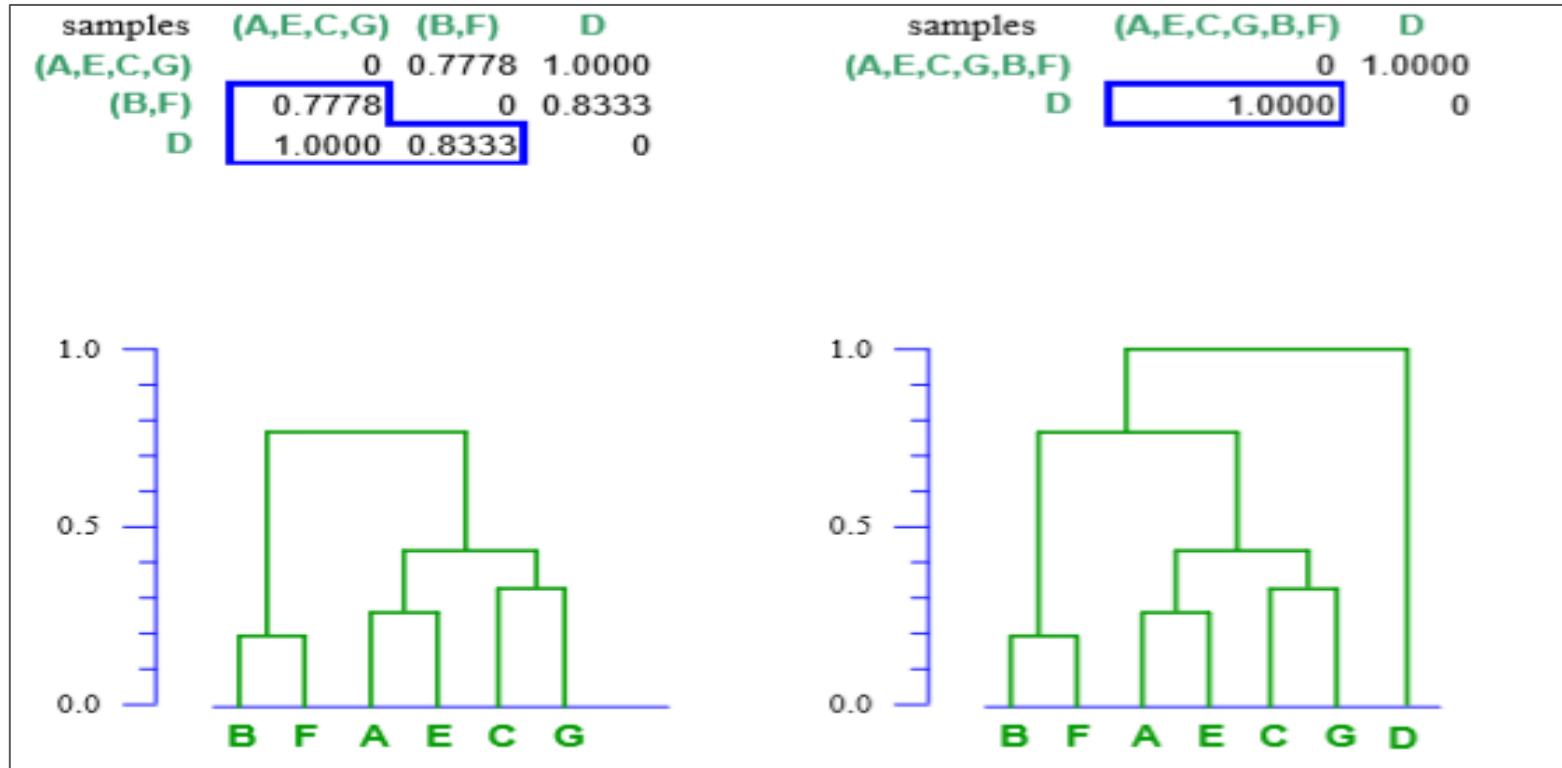 samples (A,E,C,G) (B,F) D
(A,E,C,G) 0 0.7778 1.0000
(B,F) 0.7778 0 0.8333
D 1.0000 0.8333 0
samples (A,E,C,G,B,F) D
(A,E,C,G,B,F) 0 1.0000
D 1.0000 0
1.0
0.5
0.0
B F A E C G
1.0
0.5
0.0
B F A E C G D